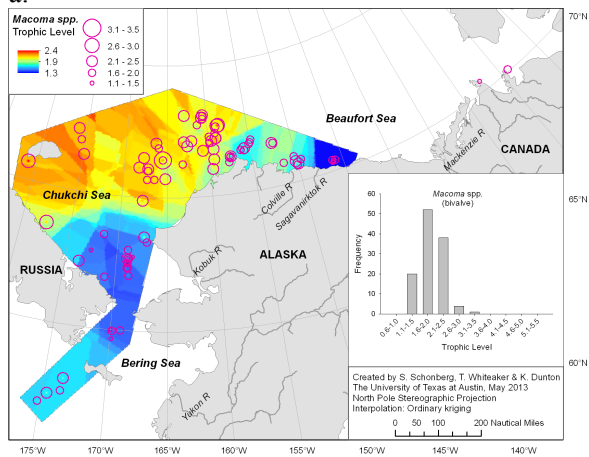 Macoma spp.
Trophic Level
2.4
1.9
1.3
3.1 - 3.5
2.6 - 3.0
2.1 - 2.5
1.6 - 2.0
1.1 - 1.5
70°N
Beaufort Sea
Mackenzie R
CANADA
Chukchi Sea
Colville R
Sagavanirktok R
65°N
RUSSIA
Kobuk R
ALASKA
Bering Sea
Yukon R
60°N
Macoma spp.
(bivalve)
Frequency
60
50
40
30
20
10
0
0.6-1.0
1.1-1.5
1.6-2.0
2.1-2.5
2.6-3.0
3.1-3.5
3.6-4.0
4.1-4.5
4.6-5.0
5.1-5.5
Trophic Level
Created by S. Schonberg, T. Whiteaker & K. Dunton
The University of Texas at Austin, May 2013
North Pole Stereographic Projection
Interpolation: Ordinary kriging
0 50 100 200 Nautical Miles
175°W 170°W 165°W 160°W 155°W 150°W 145°W 140°W